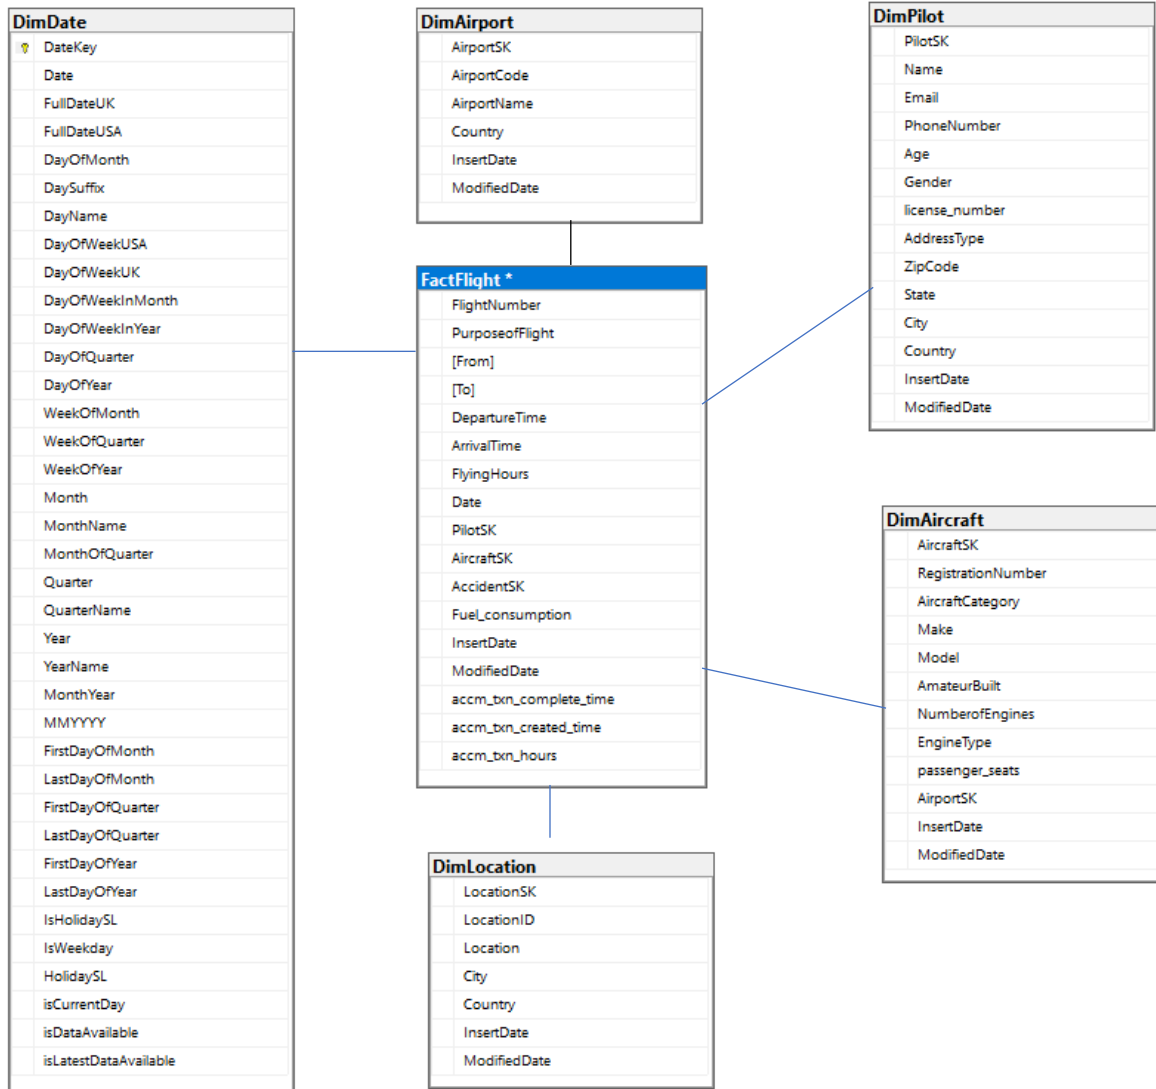 DimDate
DateKey
Date
FullDateUK
FullDateUSA
DayOfMonth
DaySuffix
DayName
DayOfWeekUSA
DayOfWeekUK
DayOfWeekInMonth
DayOfWeekInYear
DayOfQuarter
DayOfYear
WeekOfMonth
WeekOfQuarter
WeekOfYear
Month
MonthName
MonthOfQuarter
Quarter
QuarterName
Year
YearName
MonthYear
MMYYYY
FirstDayOfMonth
LastDayOfMonth
FirstDayOfQuarter
LastDayOfQuarter
FirstDayOfYear
LastDayOfYear
IsHolidaySL
IsWeekday
HolidaySL
isCurrentDay
isDataAvailable
isLatestDataAvailable
DimAirport
AirportSK
AirportCode
AirportName
Country
InsertDate
ModifiedDate
FactFlight *
FlightNumber
PurposeofFlight
[From]
[To]
DepartureTime
ArrivalTime
FlyingHours
Date
PilotSK
AircraftSK
AccidentSK
Fuel_consumption
InsertDate
ModifiedDate
accm_txn_complete_time
accm_txn_created_time
accm_txn_hours
DimLocation
LocationSK
LocationID
Location
City
Country
InsertDate
ModifiedDate
DimPilot
PilotSK
Name
Email
PhoneNumber
Age
Gender
license_number
AddressType
ZipCode
State
City
Country
InsertDate
ModifiedDate
DimAircraft
AircraftSK
RegistrationNumber
AircraftCategory
Make
Model
AmateurBuilt
NumberofEngines
EngineType
passenger_seats
AirportSK
InsertDate
ModifiedDate